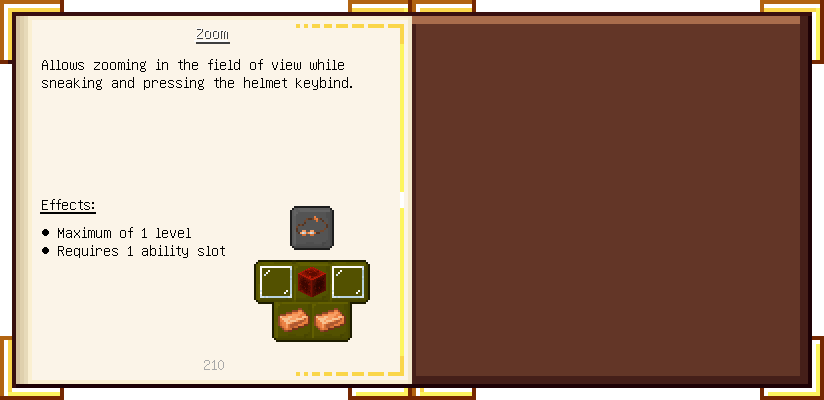 Zoom
Allows zooming in the field of view while
sneaking and pressing the helmet keybind.
Effects:
● Maximum of 1 level
● Requires 1 ability slot
210